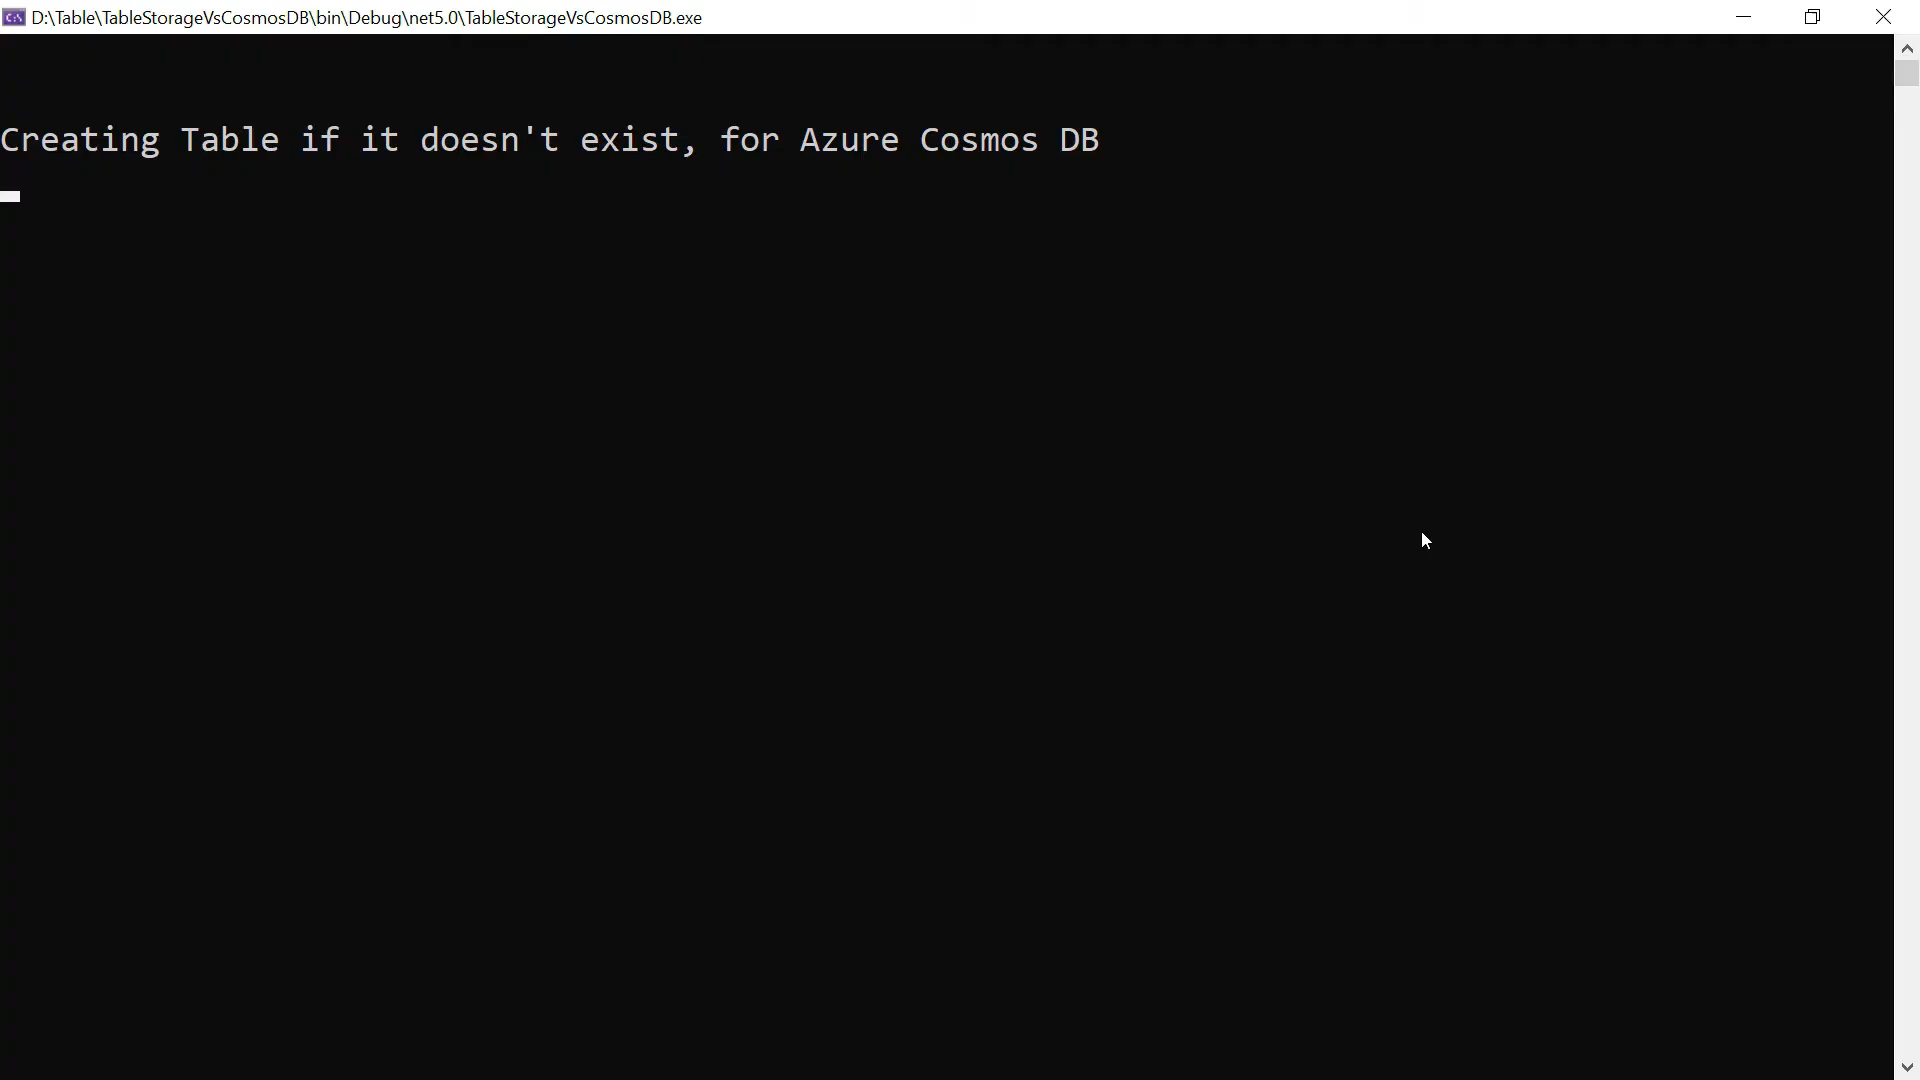 D:\Table\TableStorageVsCosmosDB\bin\Debug\net5.0\TableStorageVsCosmosDB.exe
Creating Table if it doesn't exist, for Azure Cosmos DB